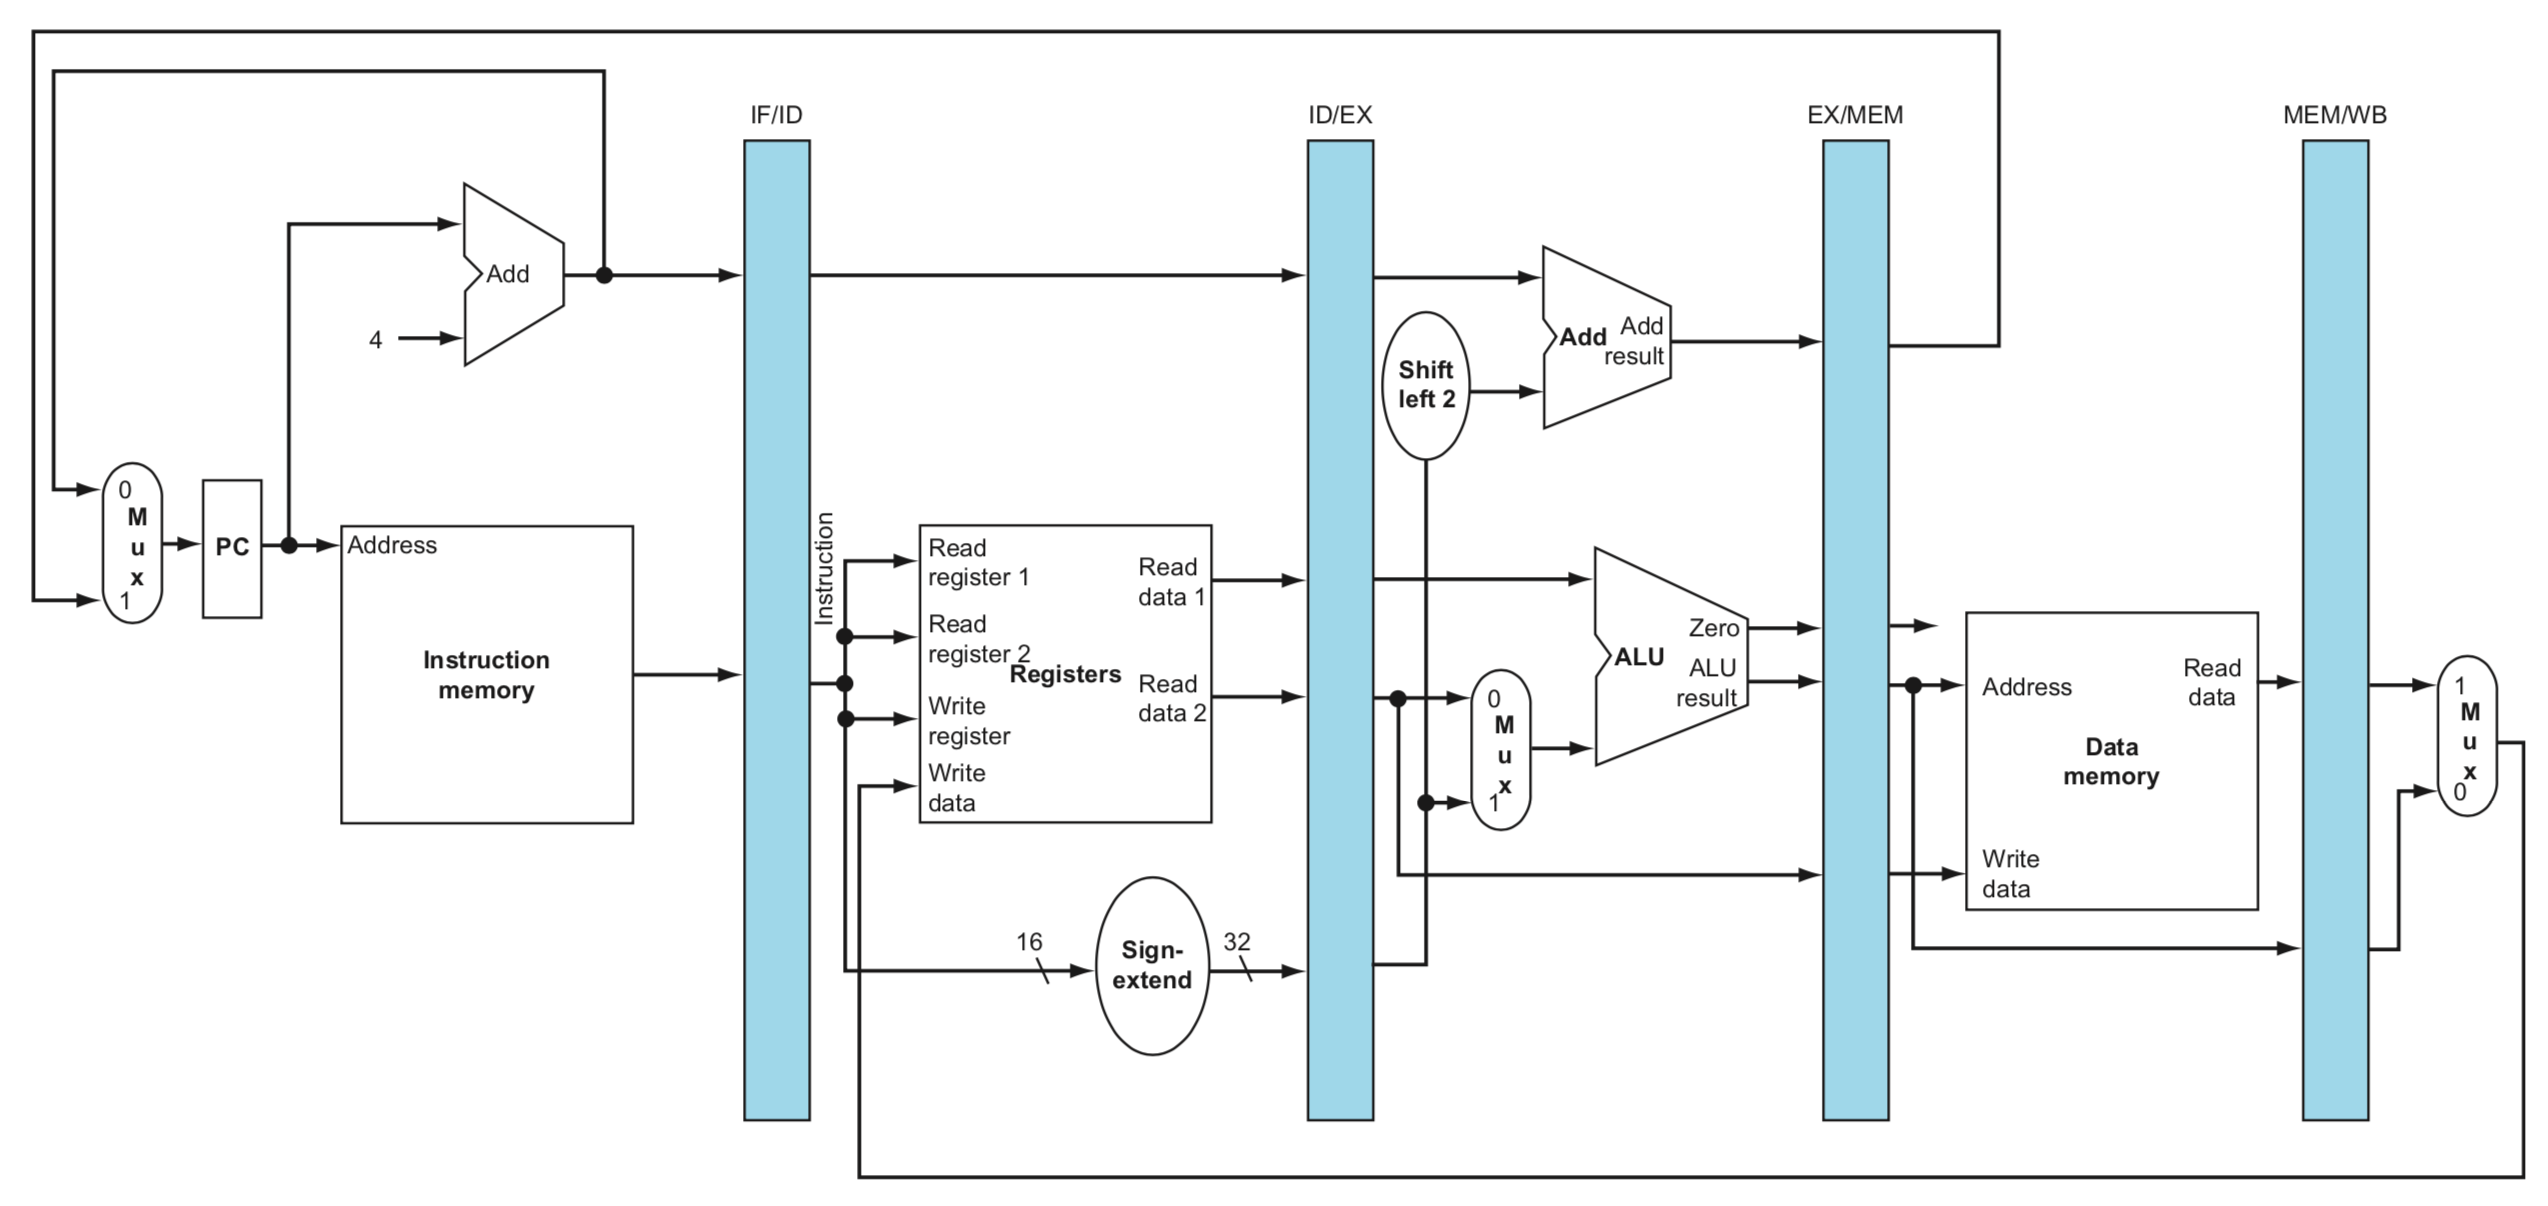 IF/ID
ID/EX
EX/MEM
MEM/WB
Add
4
0
M
u
x
1
PC
Address
Instruction
memory
Instruction
Read
register 1
Read
register 2
Write
register
Write
data
Registers
Read
data 1
Read
data 2
16
Sign-
extend
32
Shift
left 2
Add
Add
result
0
M
u
x
1
ALU
Zero
ALU
result
Address
Read
data
Data
memory
Write
data
1
M
u
x
0